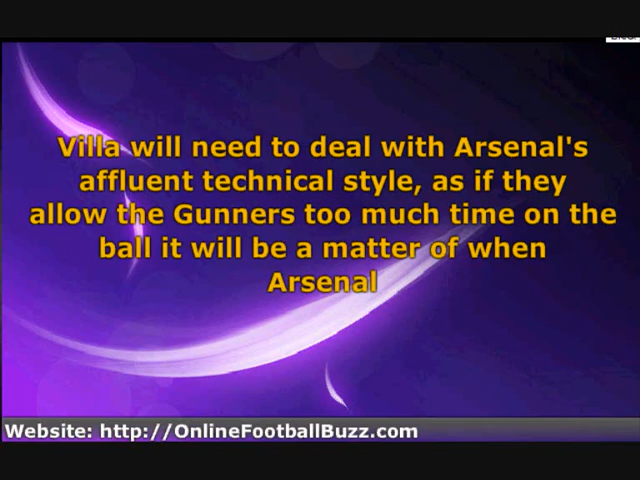 Villa will need to deal with Arsenal's
affluent technical style, as if they
allow the Gunners too much time on the
ball it will be a matter of when
Arsenal
Website: http://OnlineFootballBuzz.com